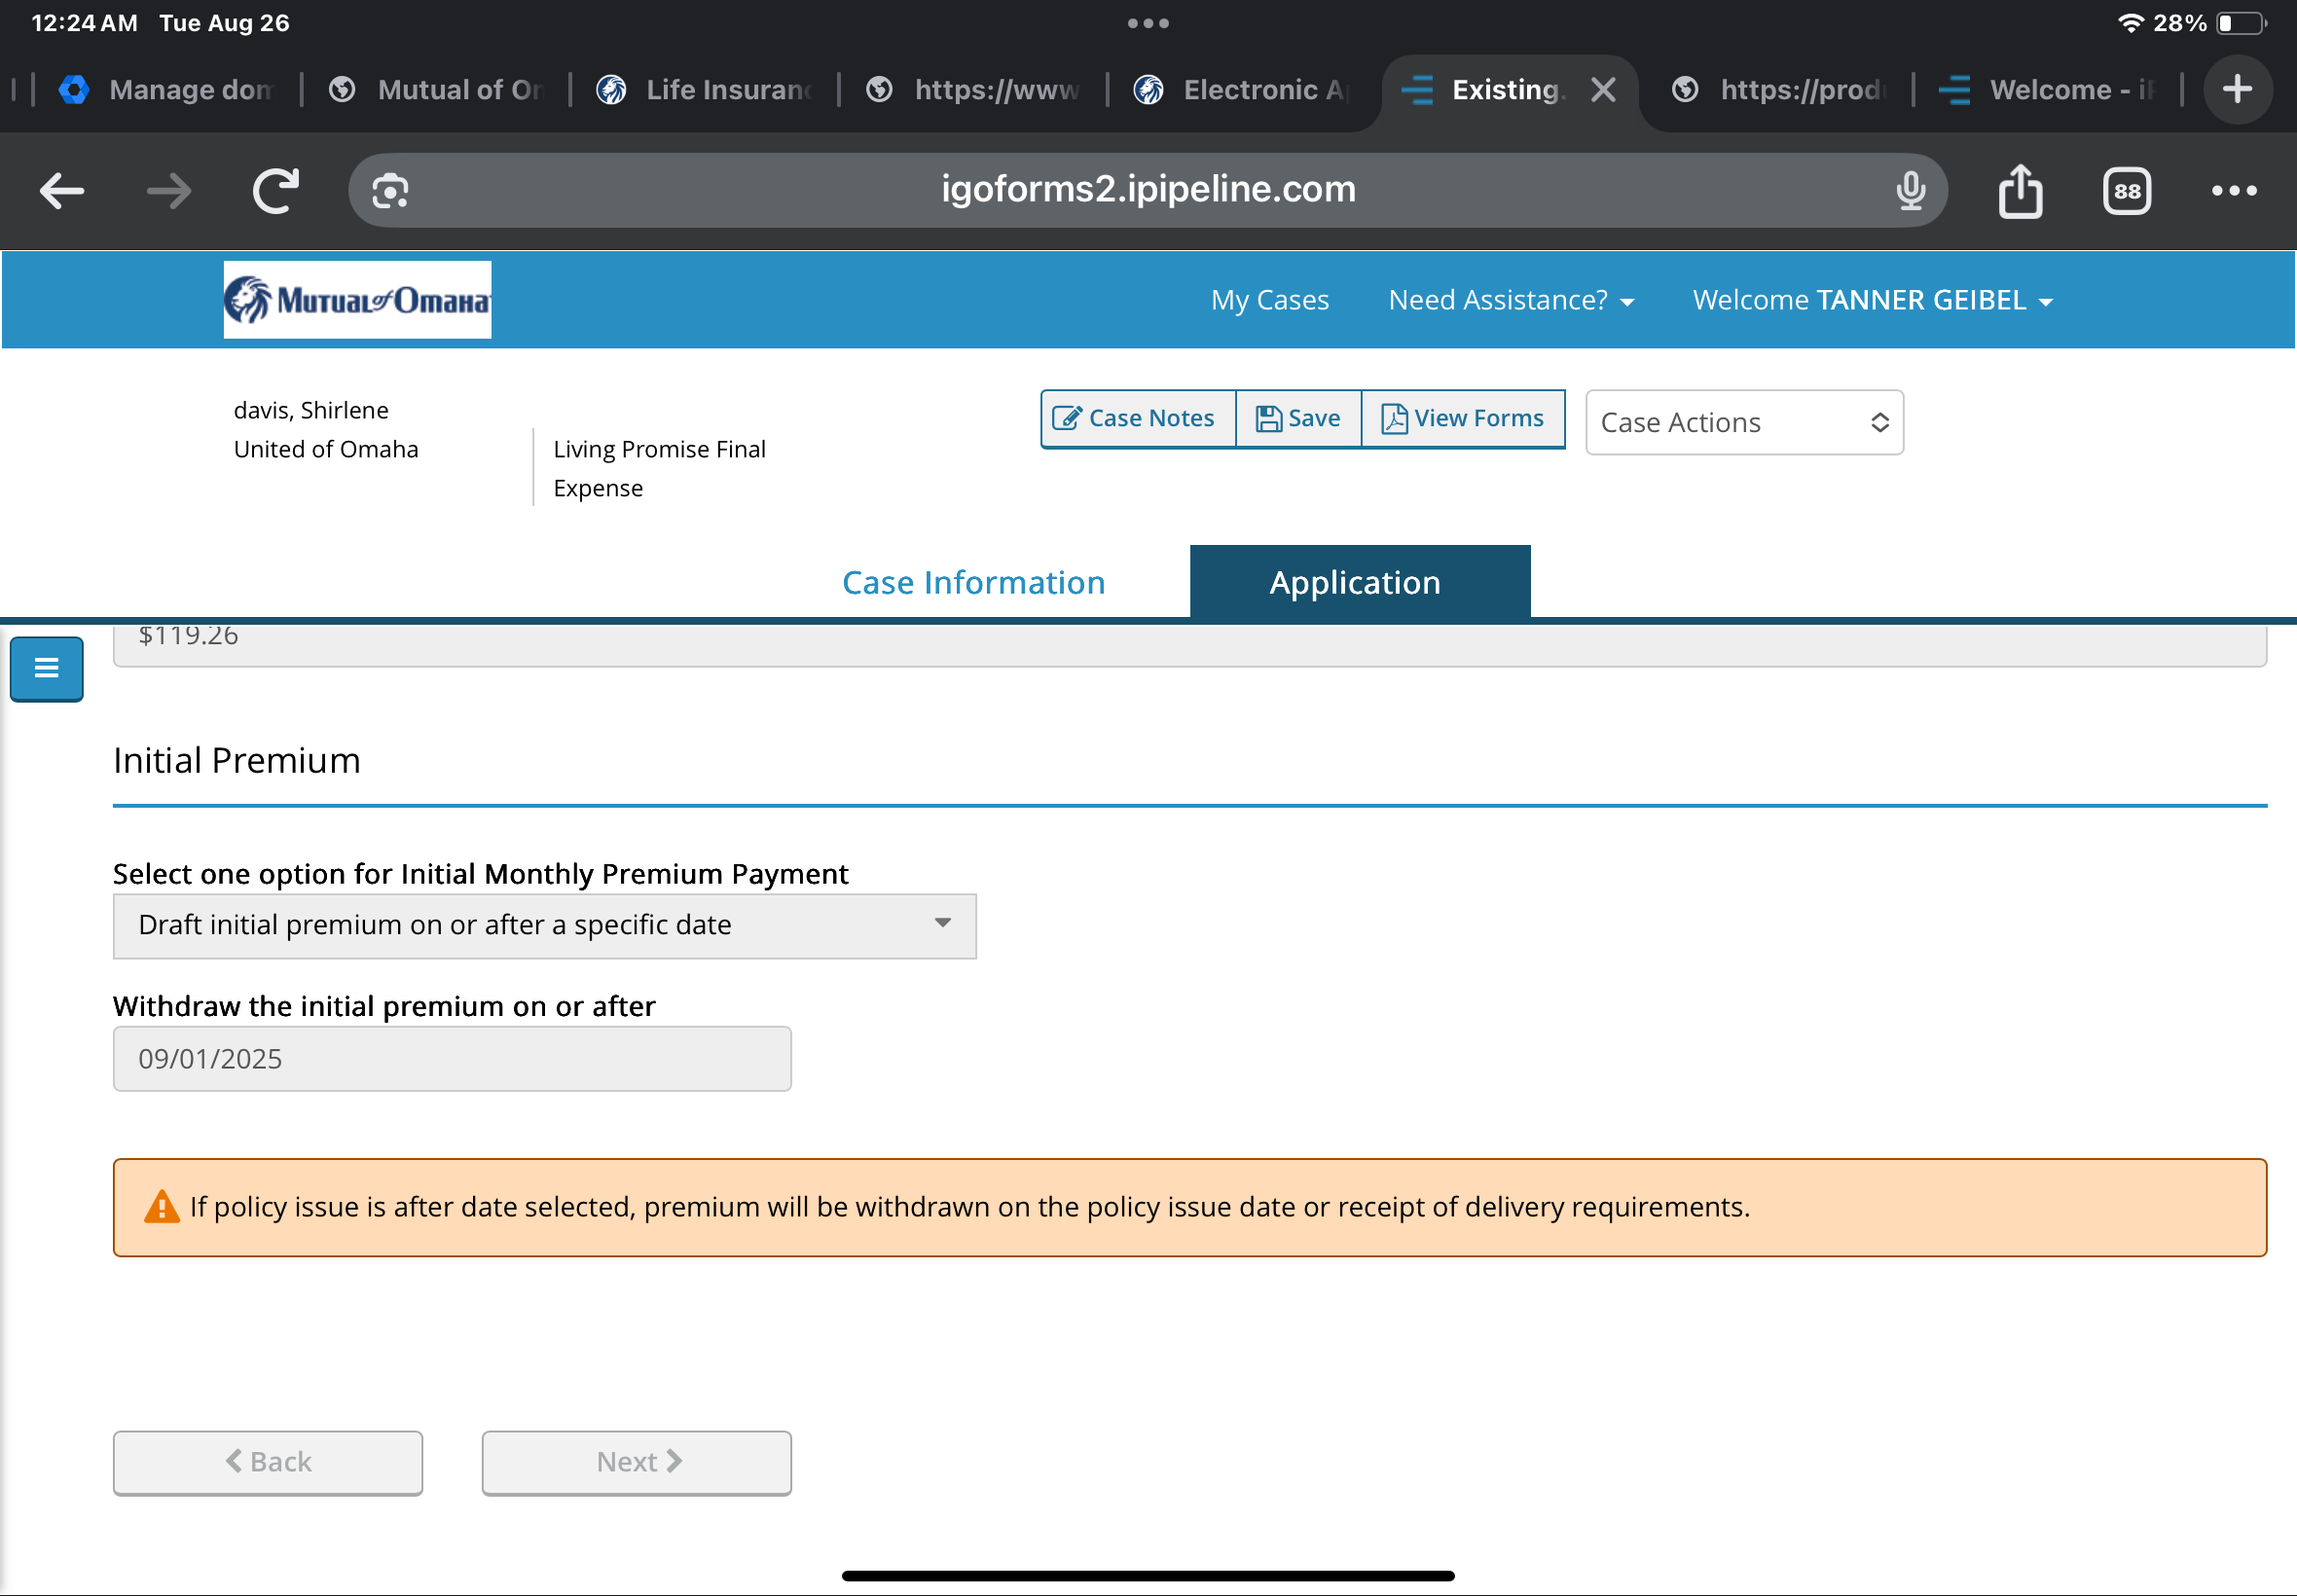 12:24 AM Tue Aug 26
28%
Manage dom
Mutual of Om
Life Insuranc
https://www
Electronic Ap
Existing.
https://prod
Welcome - iP
igoforms2.ipipeline.com
88
Mutual of Omaha
My Cases
Need Assistance?
Welcome TANNER GEIBEL
davis, Shirlene
United of Omaha
Living Promise Final
Expense
Case Notes
Save
View Forms
Case Actions
Case Information
Application
$119.26
Initial Premium
Select one option for Initial Monthly Premium Payment
Draft initial premium on or after a specific date
Withdraw the initial premium on or after
09/01/2025
If policy issue is after date selected, premium will be withdrawn on the policy issue date or receipt of delivery requirements.
Back
Next